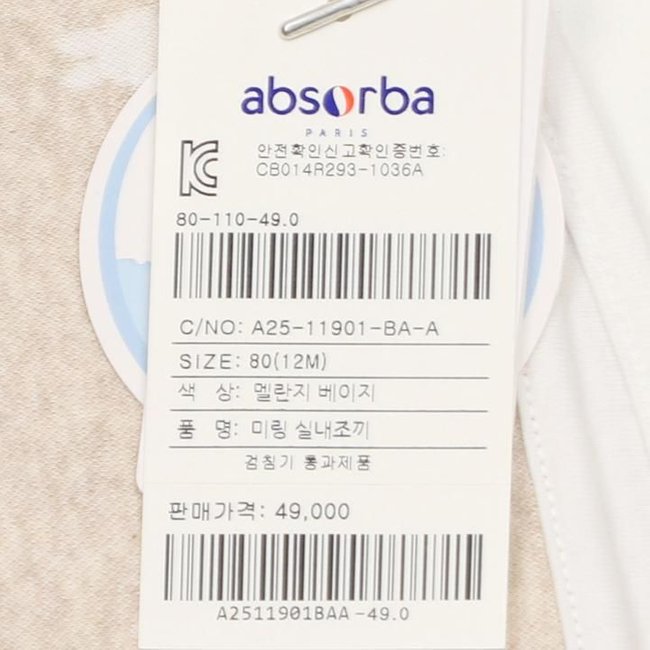 absorba
PARIS
안전확인신고확인증번호:
CB014R293-1036A
80-110-49.0
C/NO: A25-11901-BA-A
SIZE: 80(12M)
색 상: 멜란지 베이지
품 명: 미링 실내조끼
검침기 통과제품
판매가격: 49,000
A2511901BAA-49.0